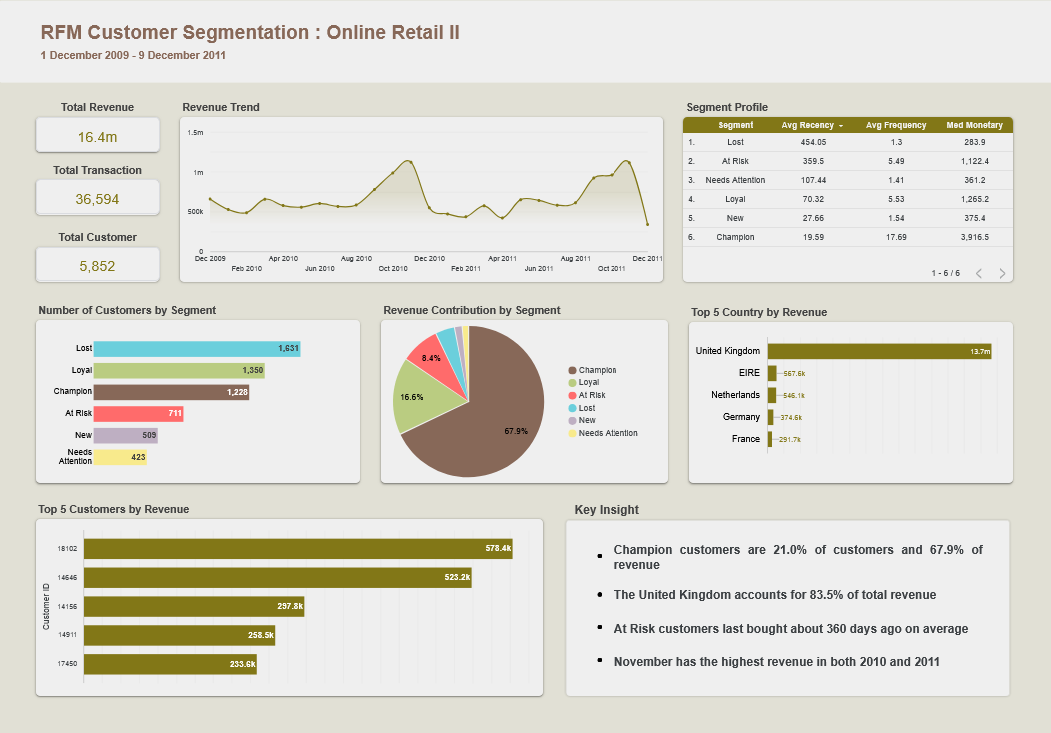 RFM Customer Segmentation : Online Retail II
1 December 2009 - 9 December 2011
Total Revenue
16.4m
Total Transaction
36,594
Total Customer
5,852
Revenue Trend
1.5m
1m
500k
0
Dec 2009
Feb 2010
Apr 2010
Jun 2010
Aug 2010
Oct 2010
Dec 2010
Feb 2011
Apr 2011
Jun 2011
Aug 2011
Oct 2011
Dec 2011
Segment Profile
Segment Avg Recency Avg Frequency Med Monetary
1. Lost 454.05 1.3 283.9
2. At Risk 359.5 5.49 1,122.4
3. Needs Attention 107.44 1.41 361.2
4. Loyal 70.32 5.53 1,265.2
5. New 27.66 1.54 375.4
6. Champion 19.59 17.69 3,916.5
1 - 6 / 6
Number of Customers by Segment
Lost 1,631
Loyal 1,350
Champion 1,228
At Risk 711
New 509
Needs
Attention 423
Revenue Contribution by Segment
8.4%
16.6%
67.9%
Champion
Loyal
At Risk
Lost
New
Needs Attention
Top 5 Country by Revenue
United Kingdom 13.7m
EIRE 567.6k
Netherlands 546.1k
Germany 374.6k
France 291.7k
Top 5 Customers by Revenue
Customer ID
18102 578.4k
14646 523.2k
14156 297.8k
14911 258.5k
17450 233.6k
Key Insight
• Champion customers are 21.0% of customers and 67.9% of
revenue
• The United Kingdom accounts for 83.5% of total revenue
• At Risk customers last bought about 360 days ago on average
• November has the highest revenue in both 2010 and 2011